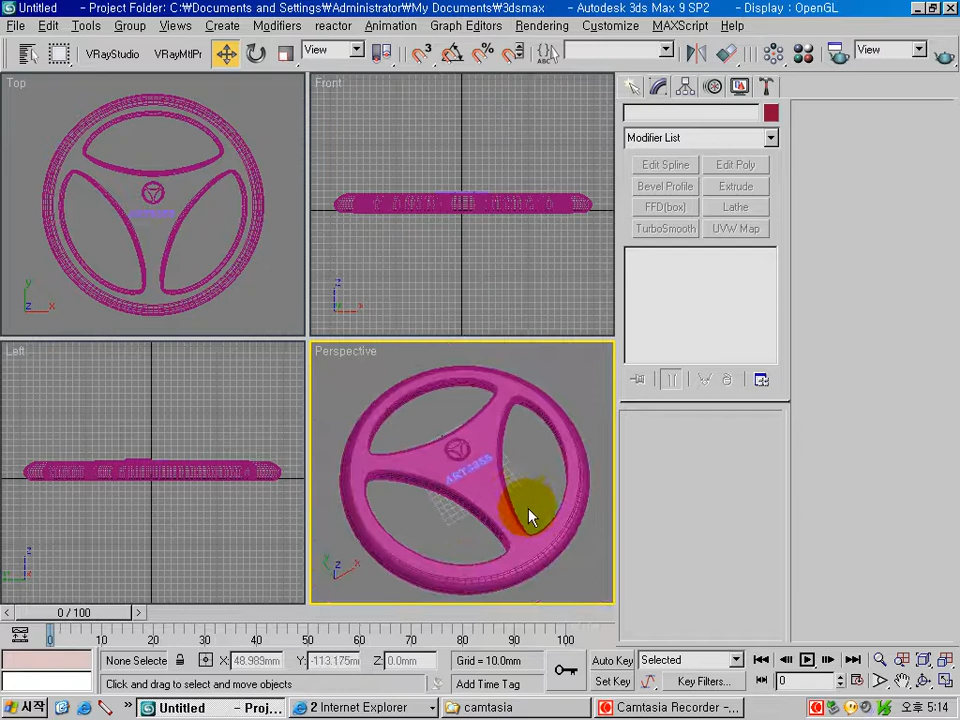 Untitled - Project Folder: C:₩Documents and Settings₩Administrator₩My Documents₩3dsmax - Autodesk 3ds Max 9 SP2 - Display : OpenGL
File Edit Tools Group Views Create Modifiers reactor Animation Graph Editors Rendering Customize MAXScript Help
VRayStudio VRayMtlPr View 3 % ABC View
Top
Front
Modifier List
Edit Spline Edit Poly
Bevel Profile Extrude
FFD(box) Lathe
TurboSmooth UVW Map
y
z x
z
x
Left
Perspective
z
ART2855
y
z
x
0 / 100
0 10 20 30 40 50 60 70 80 90 100
None Selecte X: 48.989mm Y: -113.175m Z: 0.0mm Grid = 10.0mm Auto Key Selected
Click and drag to select and move objects Add Time Tag Set Key Key Filters... 0
시작 Untitled - Proj... 2 Internet Explorer camtasia Camtasia Recorder - ... 오후 5:14